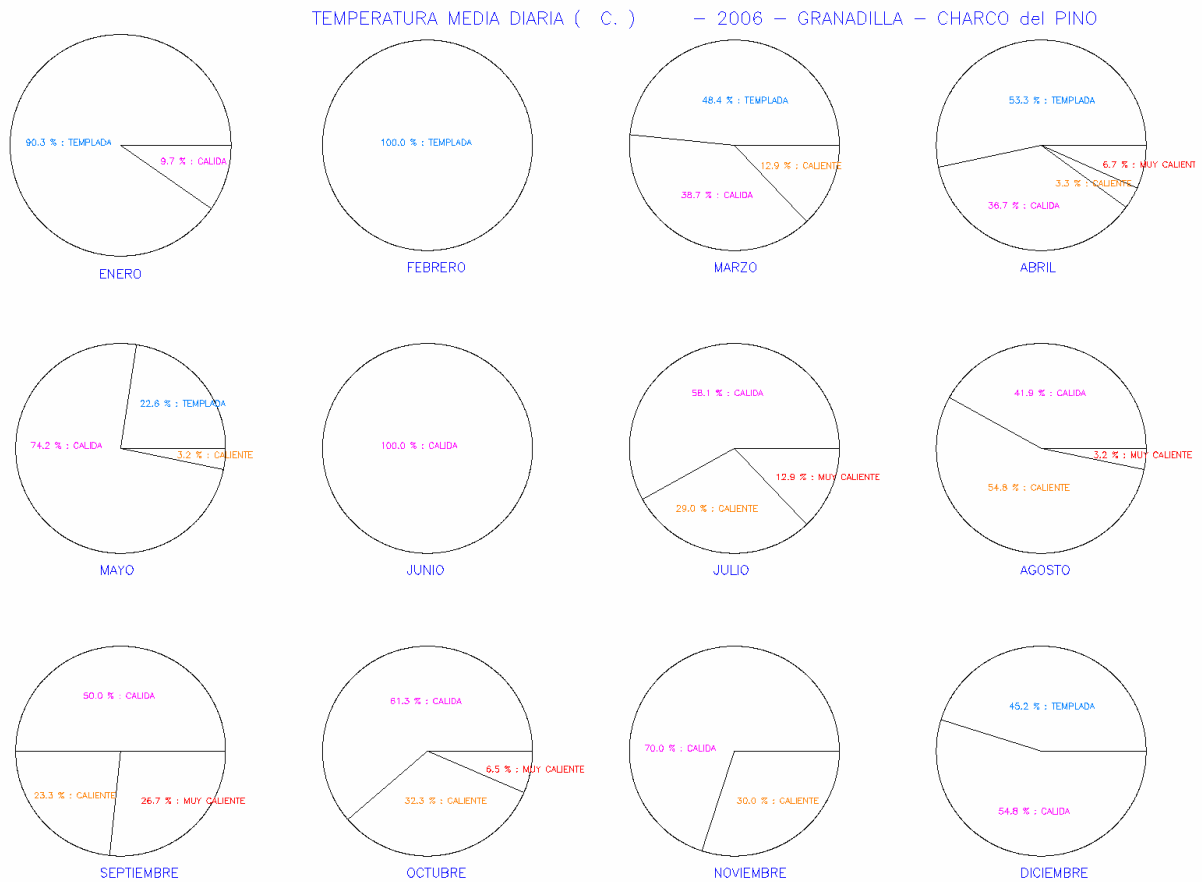 TEMPERATURA MEDIA DIARIA ( C. ) - 2006 - GRANADILLA - CHARCO del PINO
90.3 % : TEMPLADA
9.7 % : CALIDA
ENERO
100.0 % : TEMPLADA
FEBRERO
48.4 % : TEMPLADA
12.9 % : CALIENTE
38.7 % : CALIDA
MARZO
53.3 % : TEMPLADA
6.7 % : MUY CALIENT
3.3 % : CALIENTE
36.7 % : CALIDA
ABRIL
22.6 % : TEMPLADA
74.2 % : CALIDA
3.2 % : CALIENTE
MAYO
100.0 % : CALIDA
JUNIO
58.1 % : CALIDA
12.9 % : MUY CALIENTE
29.0 % : CALIENTE
JULIO
41.9 % : CALIDA
3.2 % : MUY CALIENTE
54.8 % : CALIENTE
AGOSTO
50.0 % : CALIDA
23.3 % : CALIENTE
26.7 % : MUY CALIENTE
SEPTIEMBRE
61.3 % : CALIDA
6.5 % : MUY CALIENTE
32.3 % : CALIENTE
OCTUBRE
70.0 % : CALIDA
30.0 % : CALIENTE
NOVIEMBRE
45.2 % : TEMPLADA
54.8 % : CALIDA
DICIEMBRE